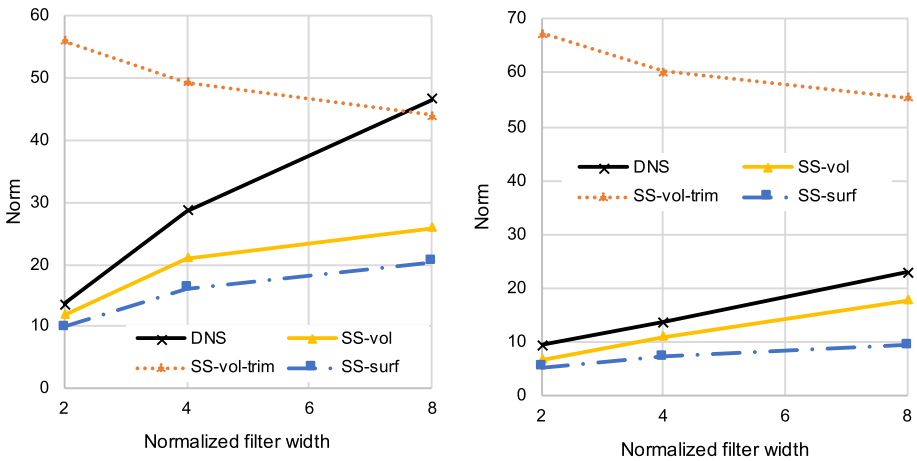 60
50
40
30
20
10
0
Norm
DNS
SS-vol
SS-vol-trim
SS-surf
2
4
6
8
Normalized filter width
70
60
50
40
30
20
10
0
Norm
DNS
SS-vol
SS-vol-trim
SS-surf
2
4
6
8
Normalized filter width